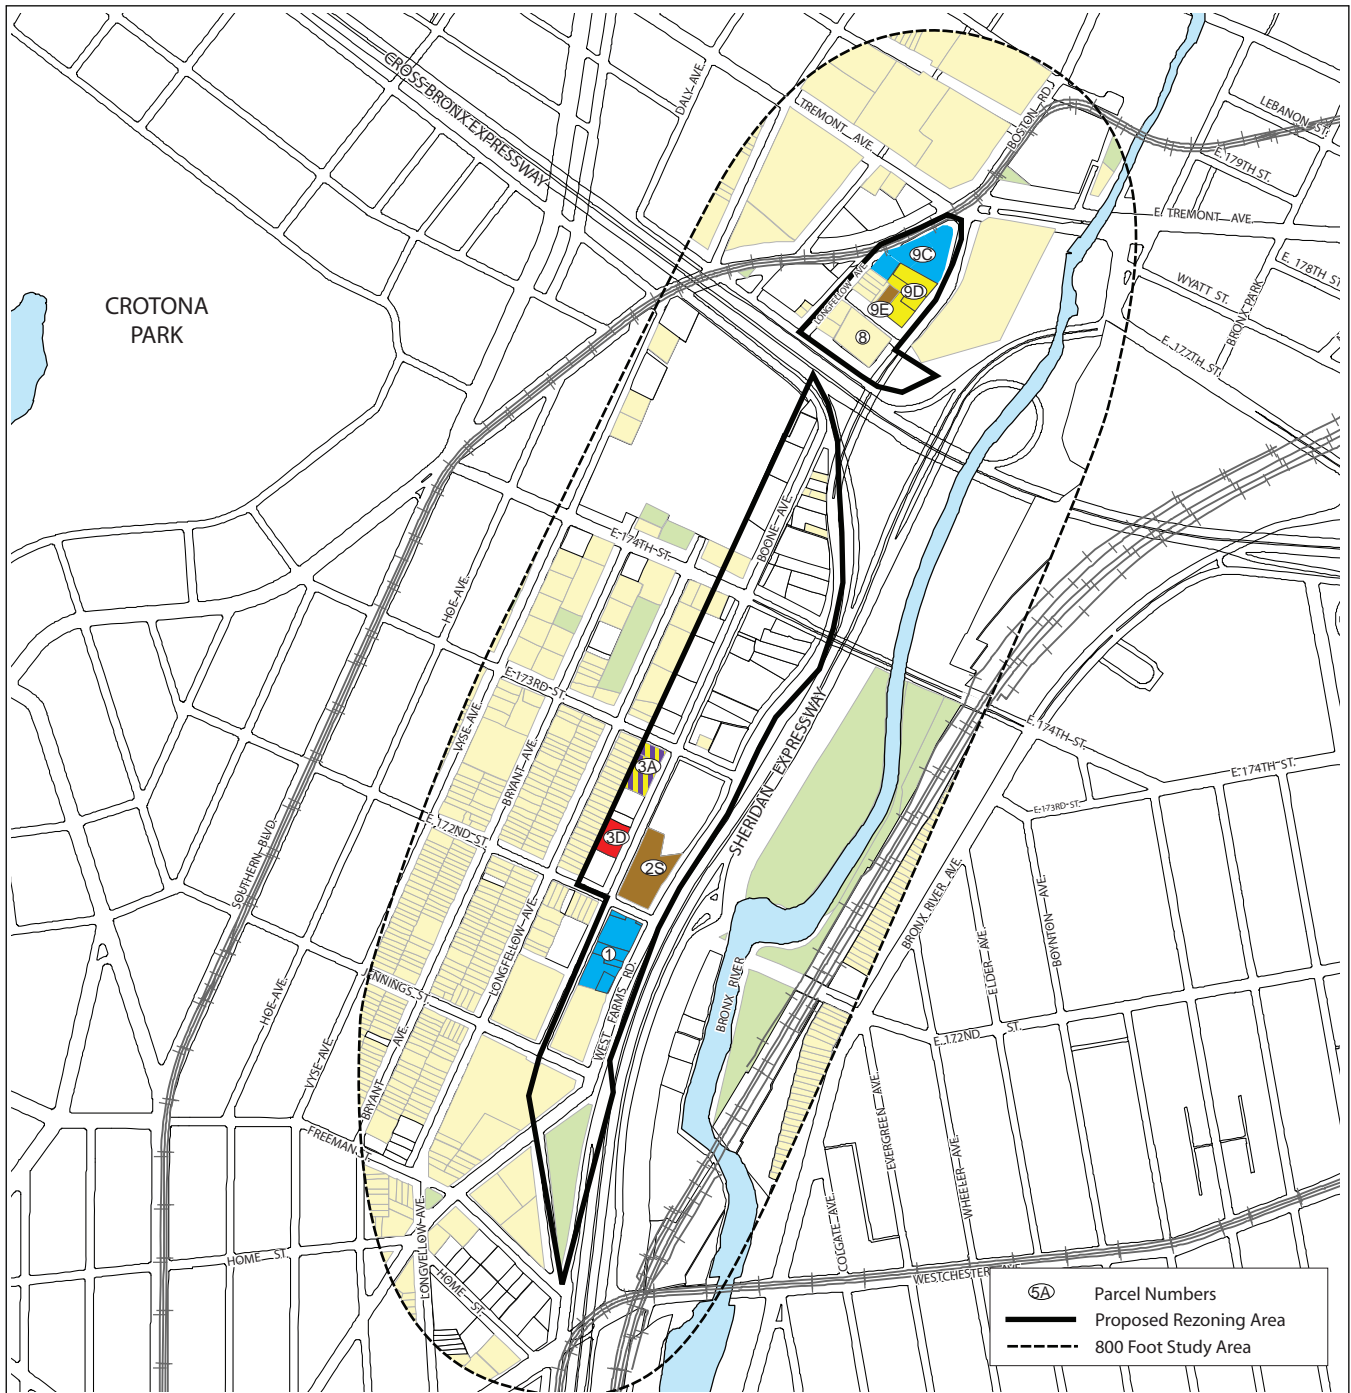 CROSS BRONX EXPRESSWAY
DALY AVE.
TREMONT AVE.
BOSTON RD.
LEBANON ST.
E. 179TH ST.
E. TREMONT AVE.
E. 178TH ST.
WYATT ST.
BRONX PARK
E. 177TH ST.
CROTONA
PARK
LONGFELLOW AVE.
9C
9D
9E
8
BOONE AVE.
E. 174TH ST.
HOE AVE.
E. 173RD ST.
VYSE AVE.
BRYANT AVE.
E. 172ND ST.
SOUTHERN BLVD
3A
3D
2S
1
SHERIDAN EXPRESSWAY
E. 174TH ST.
E. 174TH ST.
E. 173RD ST.
BRONX RIVER AVE.
ELDER AVE.
BOYNTON AVE.
LONGFELLOW AVE.
JENNINGS ST.
HOE AVE.
VYSE AVE.
BRYANT AVE.
WEST FARMS RD.
BRONX RIVER
E. 172ND ST.
FREEMAN ST.
EVERGREEN AVE.
WHEELER AVE.
COLGATE AVE.
HOME ST.
LONGVELLOW AVE.
HOME ST.
WESTCHESTER AVE
5A Parcel Numbers
Proposed Rezoning Area
800 Foot Study Area